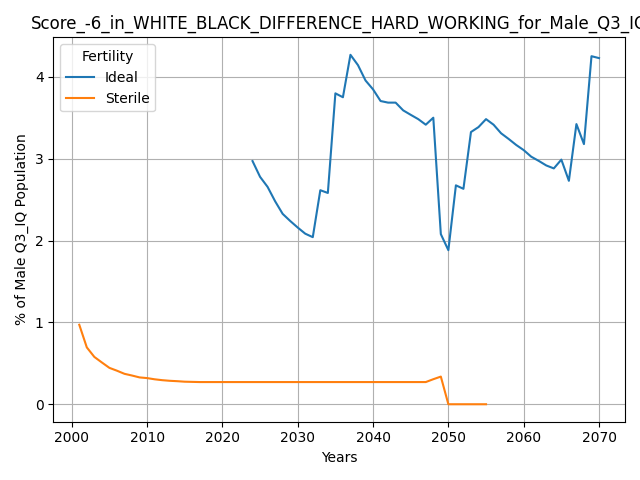 Score_-6_in_WHITE_BLACK_DIFFERENCE_HARD_WORKING_for_Male_Q3_IQ
Fertility
Ideal
Sterile
% of Male Q3_IQ Population
4
3
2
1
0
2000 2010 2020 2030 2040 2050 2060 2070
Years